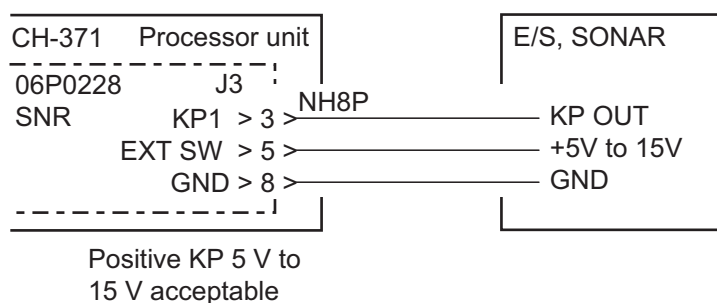 CH-371 Processor unit E/S, SONAR
06P0228 J3
SNR KP1 > 3 > NH8P KP OUT
EXT SW > 5 > +5V to 15V
GND > 8 > GND
Positive KP 5 V to
15 V acceptable